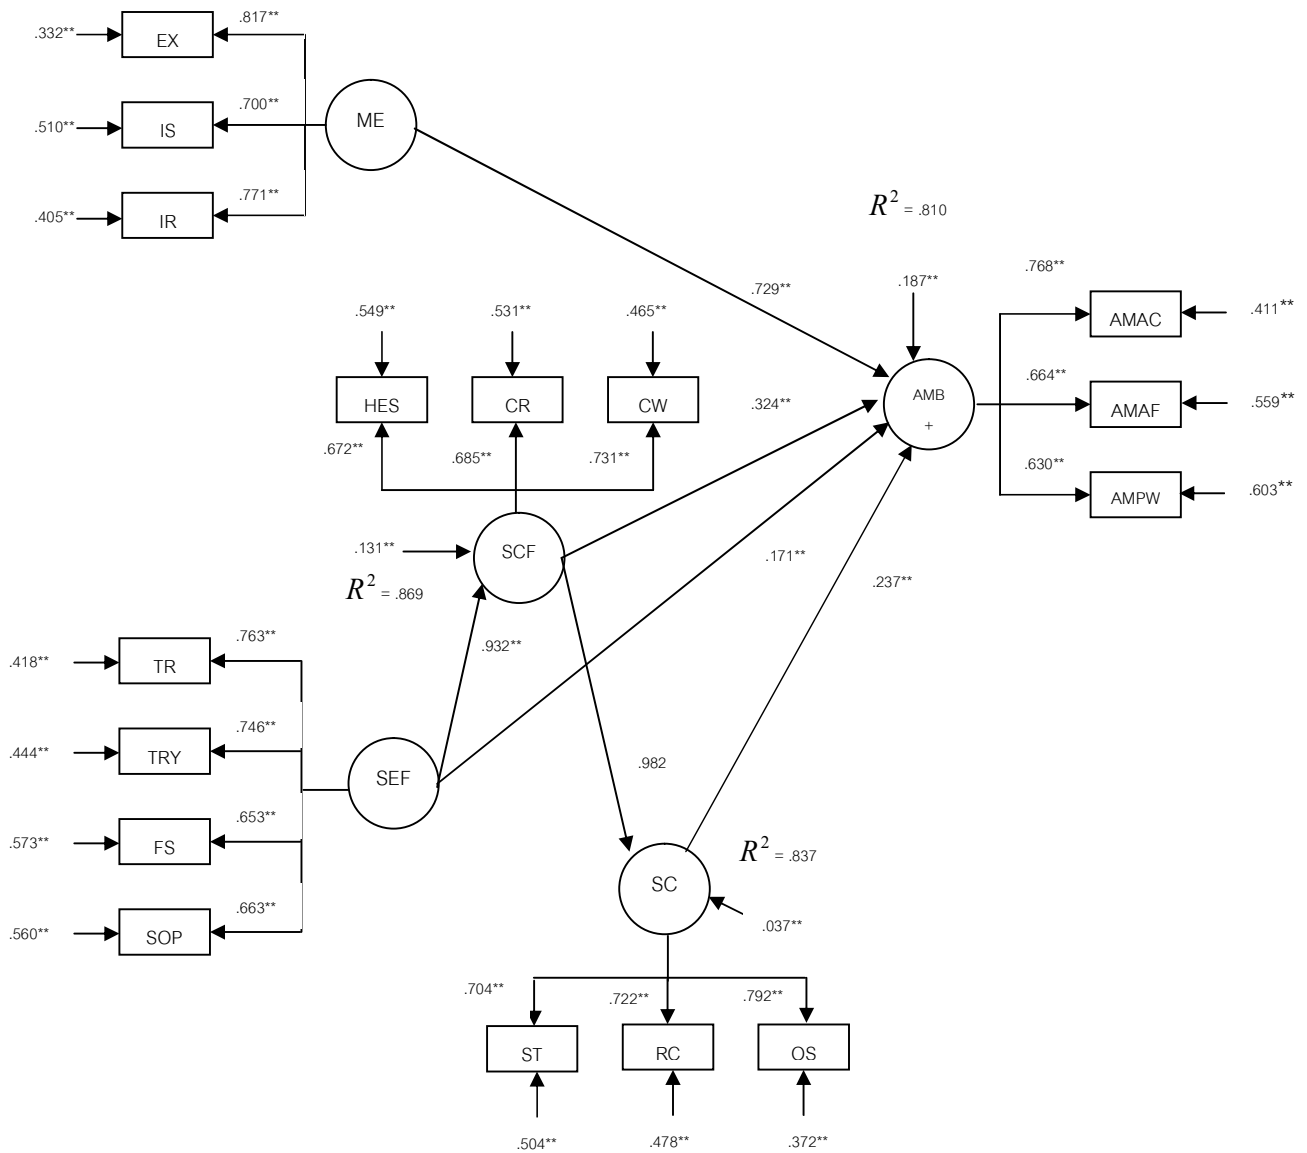 .332**
EX
.817**
.510**
IS
.700**
ME
.405**
IR
.771**
R² = .810
.187**
.729**
.768**
AMAC
.411**
.549**
.531**
.465**
HES
CR
CW
.324**
AMB
+
.664**
AMAF
.559**
.672**
.685**
.731**
.630**
AMPW
.603**
.131**
SCF
R² = .869
.171**
.237**
.932**
.418**
TR
.763**
.444**
TRY
.746**
SEF
.982
.573**
FS
.653**
R² = .837
SC
.037**
.560**
SOP
.663**
.704**
.722**
.792**
ST
RC
OS
.504**
.478**
.372**